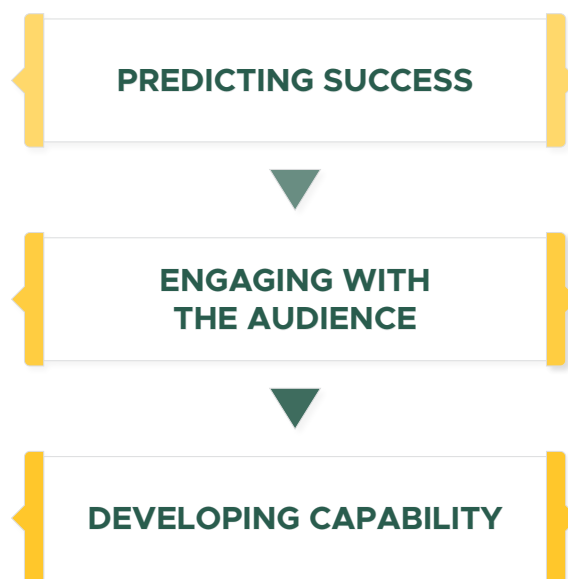 PREDICTING SUCCESS
ENGAGING WITH
THE AUDIENCE
DEVELOPING CAPABILITY